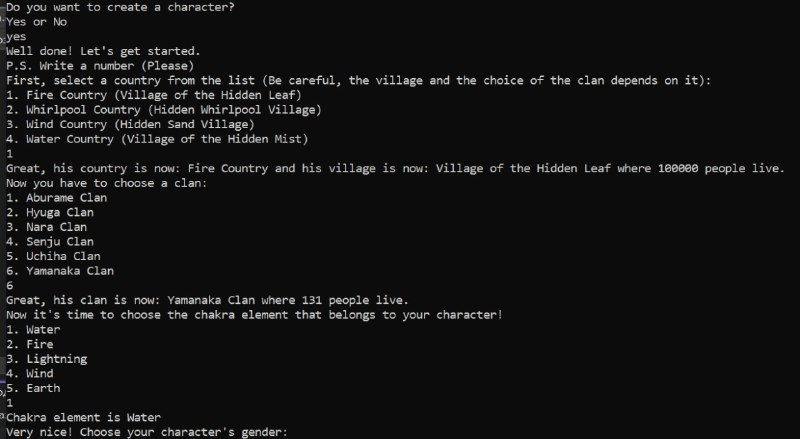 Do you want to create a character?
Yes or No
yes
Well done! Let's get started.
P.S. Write a number (Please)
First, select a country from the list (Be careful, the village and the choice of the clan depends on it):
1. Fire Country (Village of the Hidden Leaf)
2. Whirlpool Country (Hidden Whirlpool Village)
3. Wind Country (Hidden Sand Village)
4. Water Country (Village of the Hidden Mist)
1
Great, his country is now: Fire Country and his village is now: Village of the Hidden Leaf where 100000 people live.
Now you have to choose a clan:
1. Aburame Clan
2. Hyuga Clan
3. Nara Clan
4. Senju Clan
5. Uchiha Clan
6. Yamanaka Clan
6
Great, his clan is now: Yamanaka Clan where 131 people live.
Now it's time to choose the chakra element that belongs to your character!
1. Water
2. Fire
3. Lightning
4. Wind
5. Earth
1
Chakra element is Water
Very nice! Choose your character's gender: